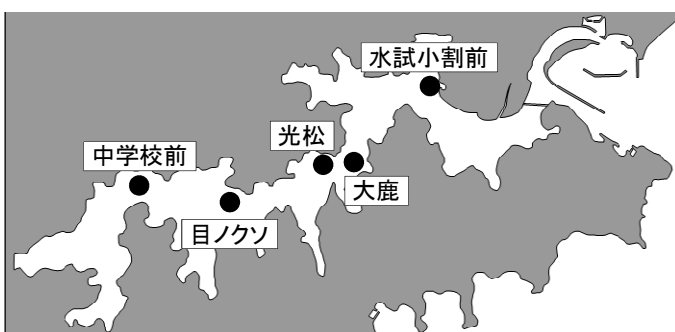 水試小割前
光松
中学校前
大鹿
目ノクソ